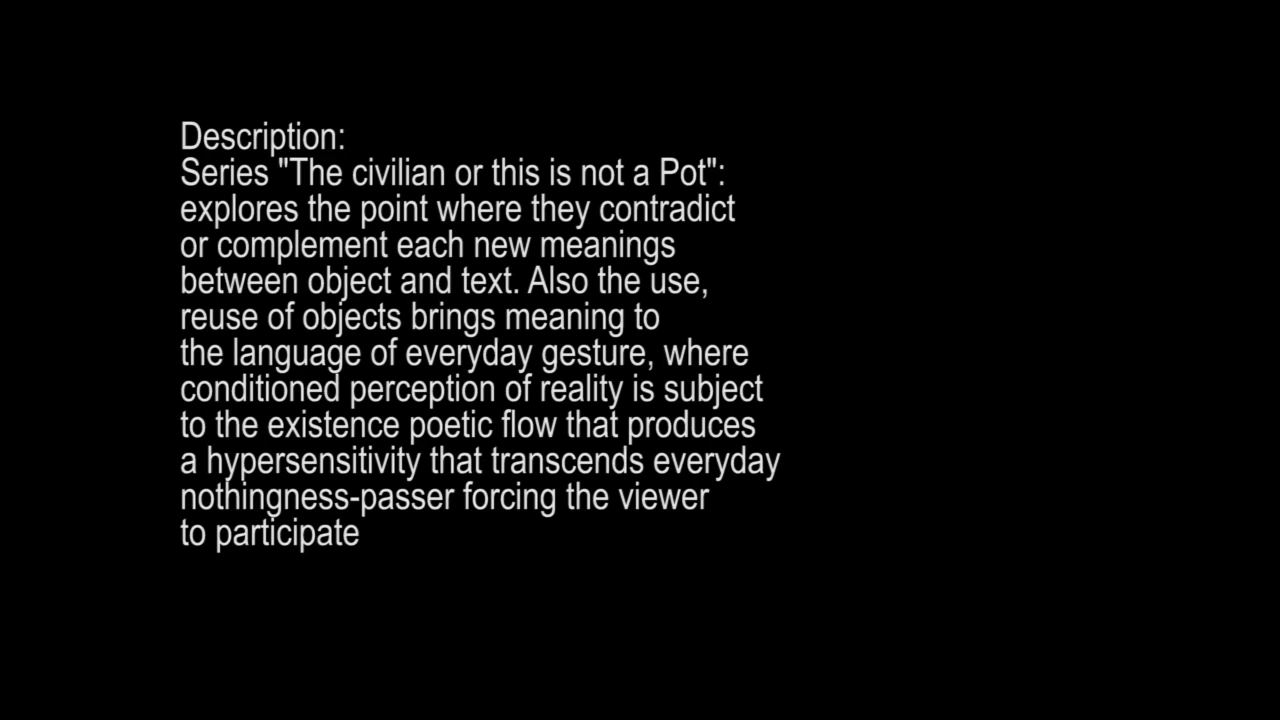 Description:
Series "The civilian or this is not a Pot":
explores the point where they contradict
or complement each new meanings
between object and text. Also the use,
reuse of objects brings meaning to
the language of everyday gesture, where
conditioned perception of reality is subject
to the existence poetic flow that produces
a hypersensitivity that transcends everyday
nothingness-passer forcing the viewer
to participate